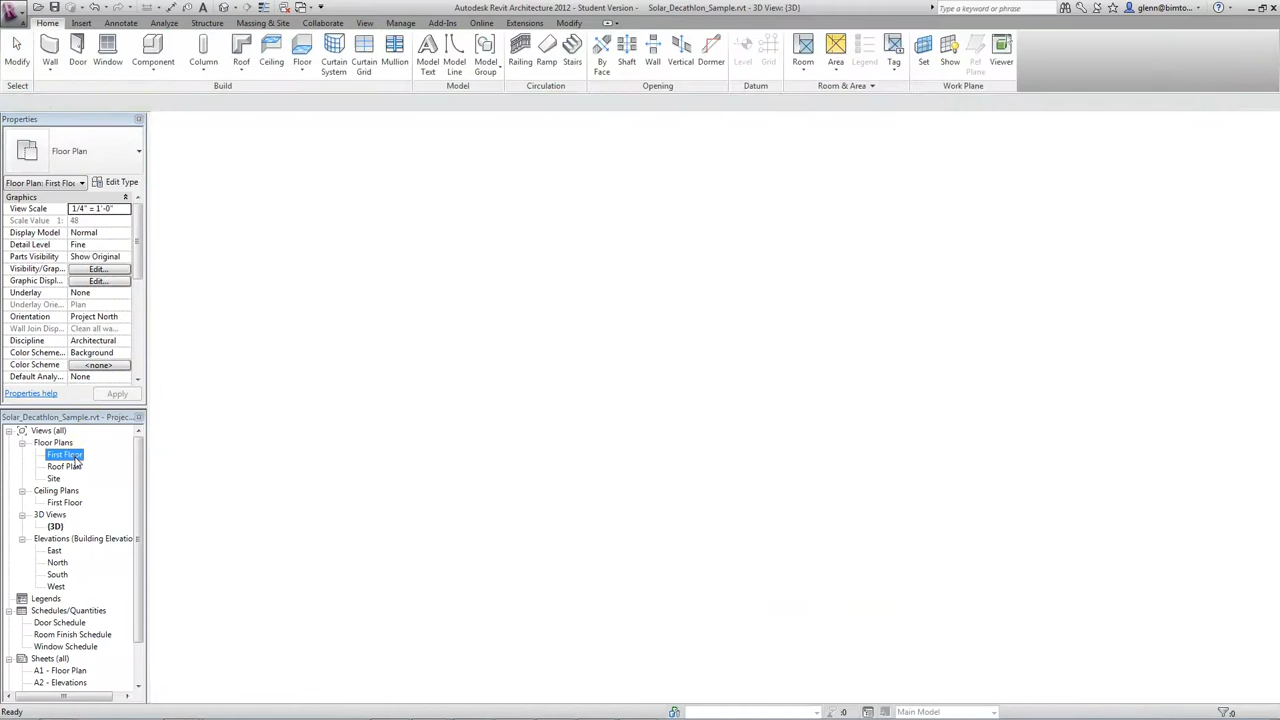 Autodesk Revit Architecture 2012 - Student Version - Solar_Decathlon_Sample.rvt - 3D View: {3D}
Type a keyword or phrase
glenn@bimto...
Home Insert Annotate Analyze Structure Massing & Site Collaborate View Manage Add-Ins Online Extensions Modify
Modify Wall Door Window Component Column Roof Ceiling Floor Curtain System Curtain Grid Mullion Model Text Model Line Model Group Railing Ramp Stairs By Face Shaft Wall Vertical Dormer Level Grid Room Area Legend Tag Set Show Ref Plane Viewer
Select Build Model Circulation Opening Datum Room & Area Work Plane
Properties
Floor Plan
Floor Plan: First Floo Edit Type
Graphics
View Scale 1/4" = 1'-0"
Scale Value 1: 48
Display Model Normal
Detail Level Fine
Parts Visibility Show Original
Visibility/Grap... Edit...
Graphic Displ... Edit...
Underlay None
Underlay Orie... Plan
Orientation Project North
Wall Join Disp... Clean all wa...
Discipline Architectural
Color Scheme... Background
Color Scheme <none>
Default Analy... None
Properties help Apply
Solar_Decathlon_Sample.rvt - Projec...
Views (all)
Floor Plans
First Floor
Roof Plan
Site
Ceiling Plans
First Floor
3D Views
{3D}
Elevations (Building Elevatio
East
North
South
West
Legends
Schedules/Quantities
Door Schedule
Room Finish Schedule
Window Schedule
Sheets (all)
A1 - Floor Plan
A2 - Elevations
Ready
:0
Main Model
:0